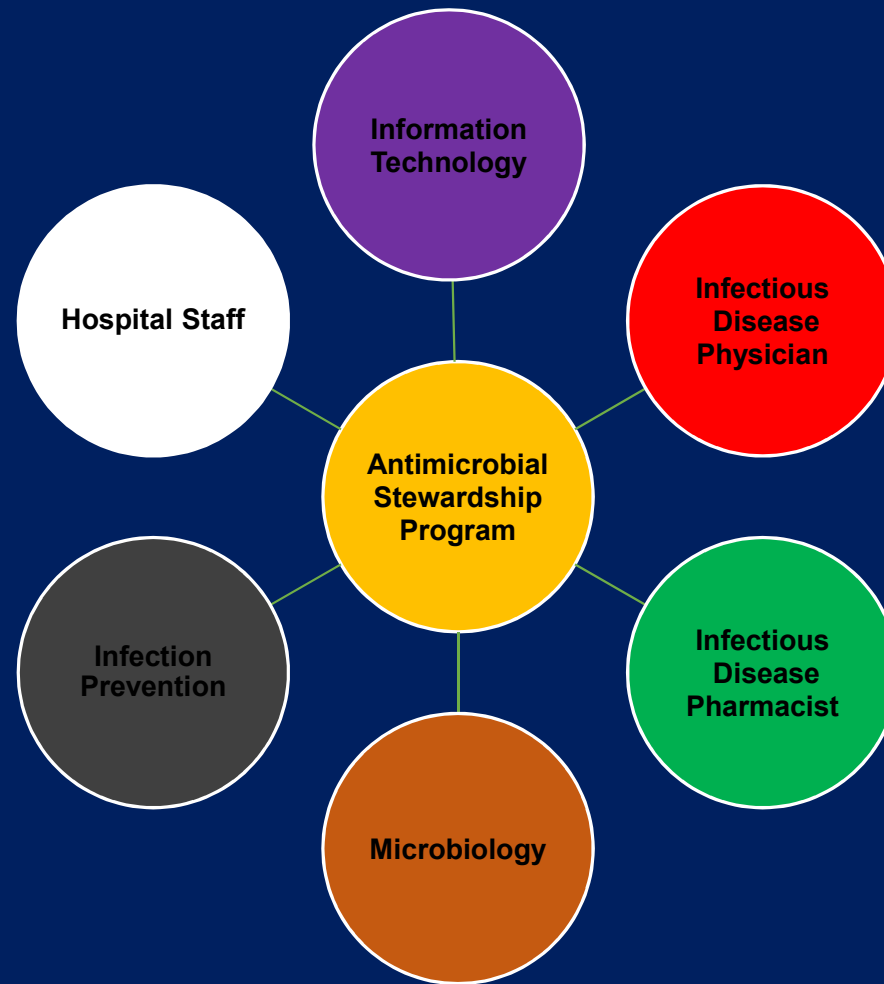 Information
Technology
Hospital Staff
Infectious
Disease
Physician
Antimicrobial
Stewardship
Program
Infection
Prevention
Infectious
Disease
Pharmacist
Microbiology